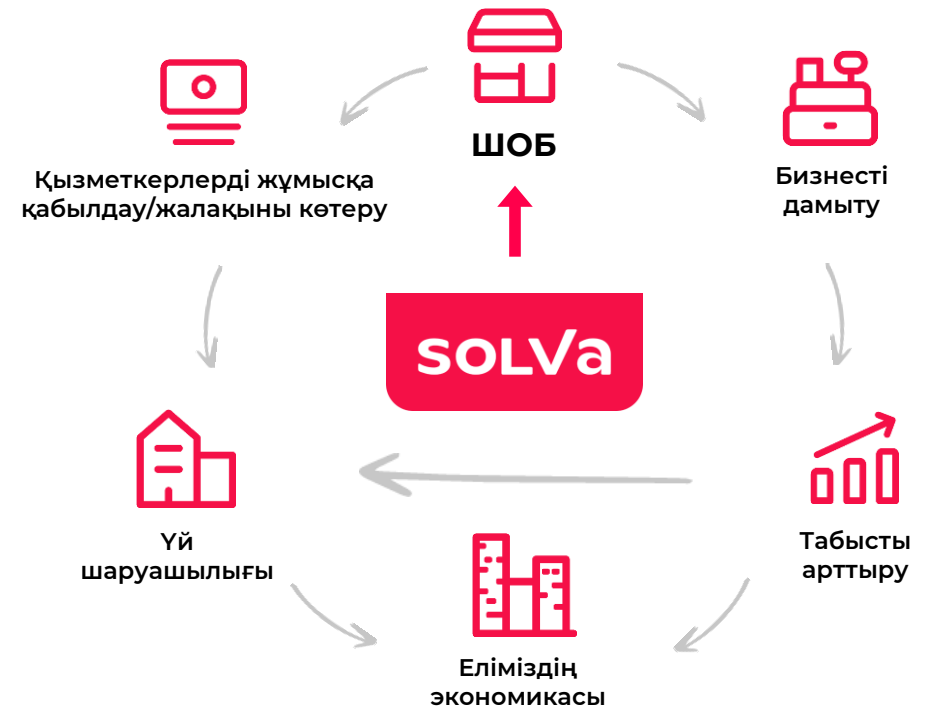 ШОБ
Қызметкерлерді жұмысқа
қабылдау/жалақыны көтеру
Бизнесті
дамыту
SOLVa
Үй
шаруашылығы
Табысты
арттыру
Еліміздің
экономикасы